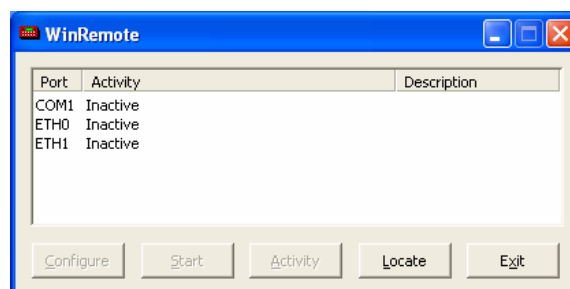 WinRemote
Port Activity Description
COM1 Inactive
ETH0 Inactive
ETH1 Inactive
Configure Start Activity Locate Exit